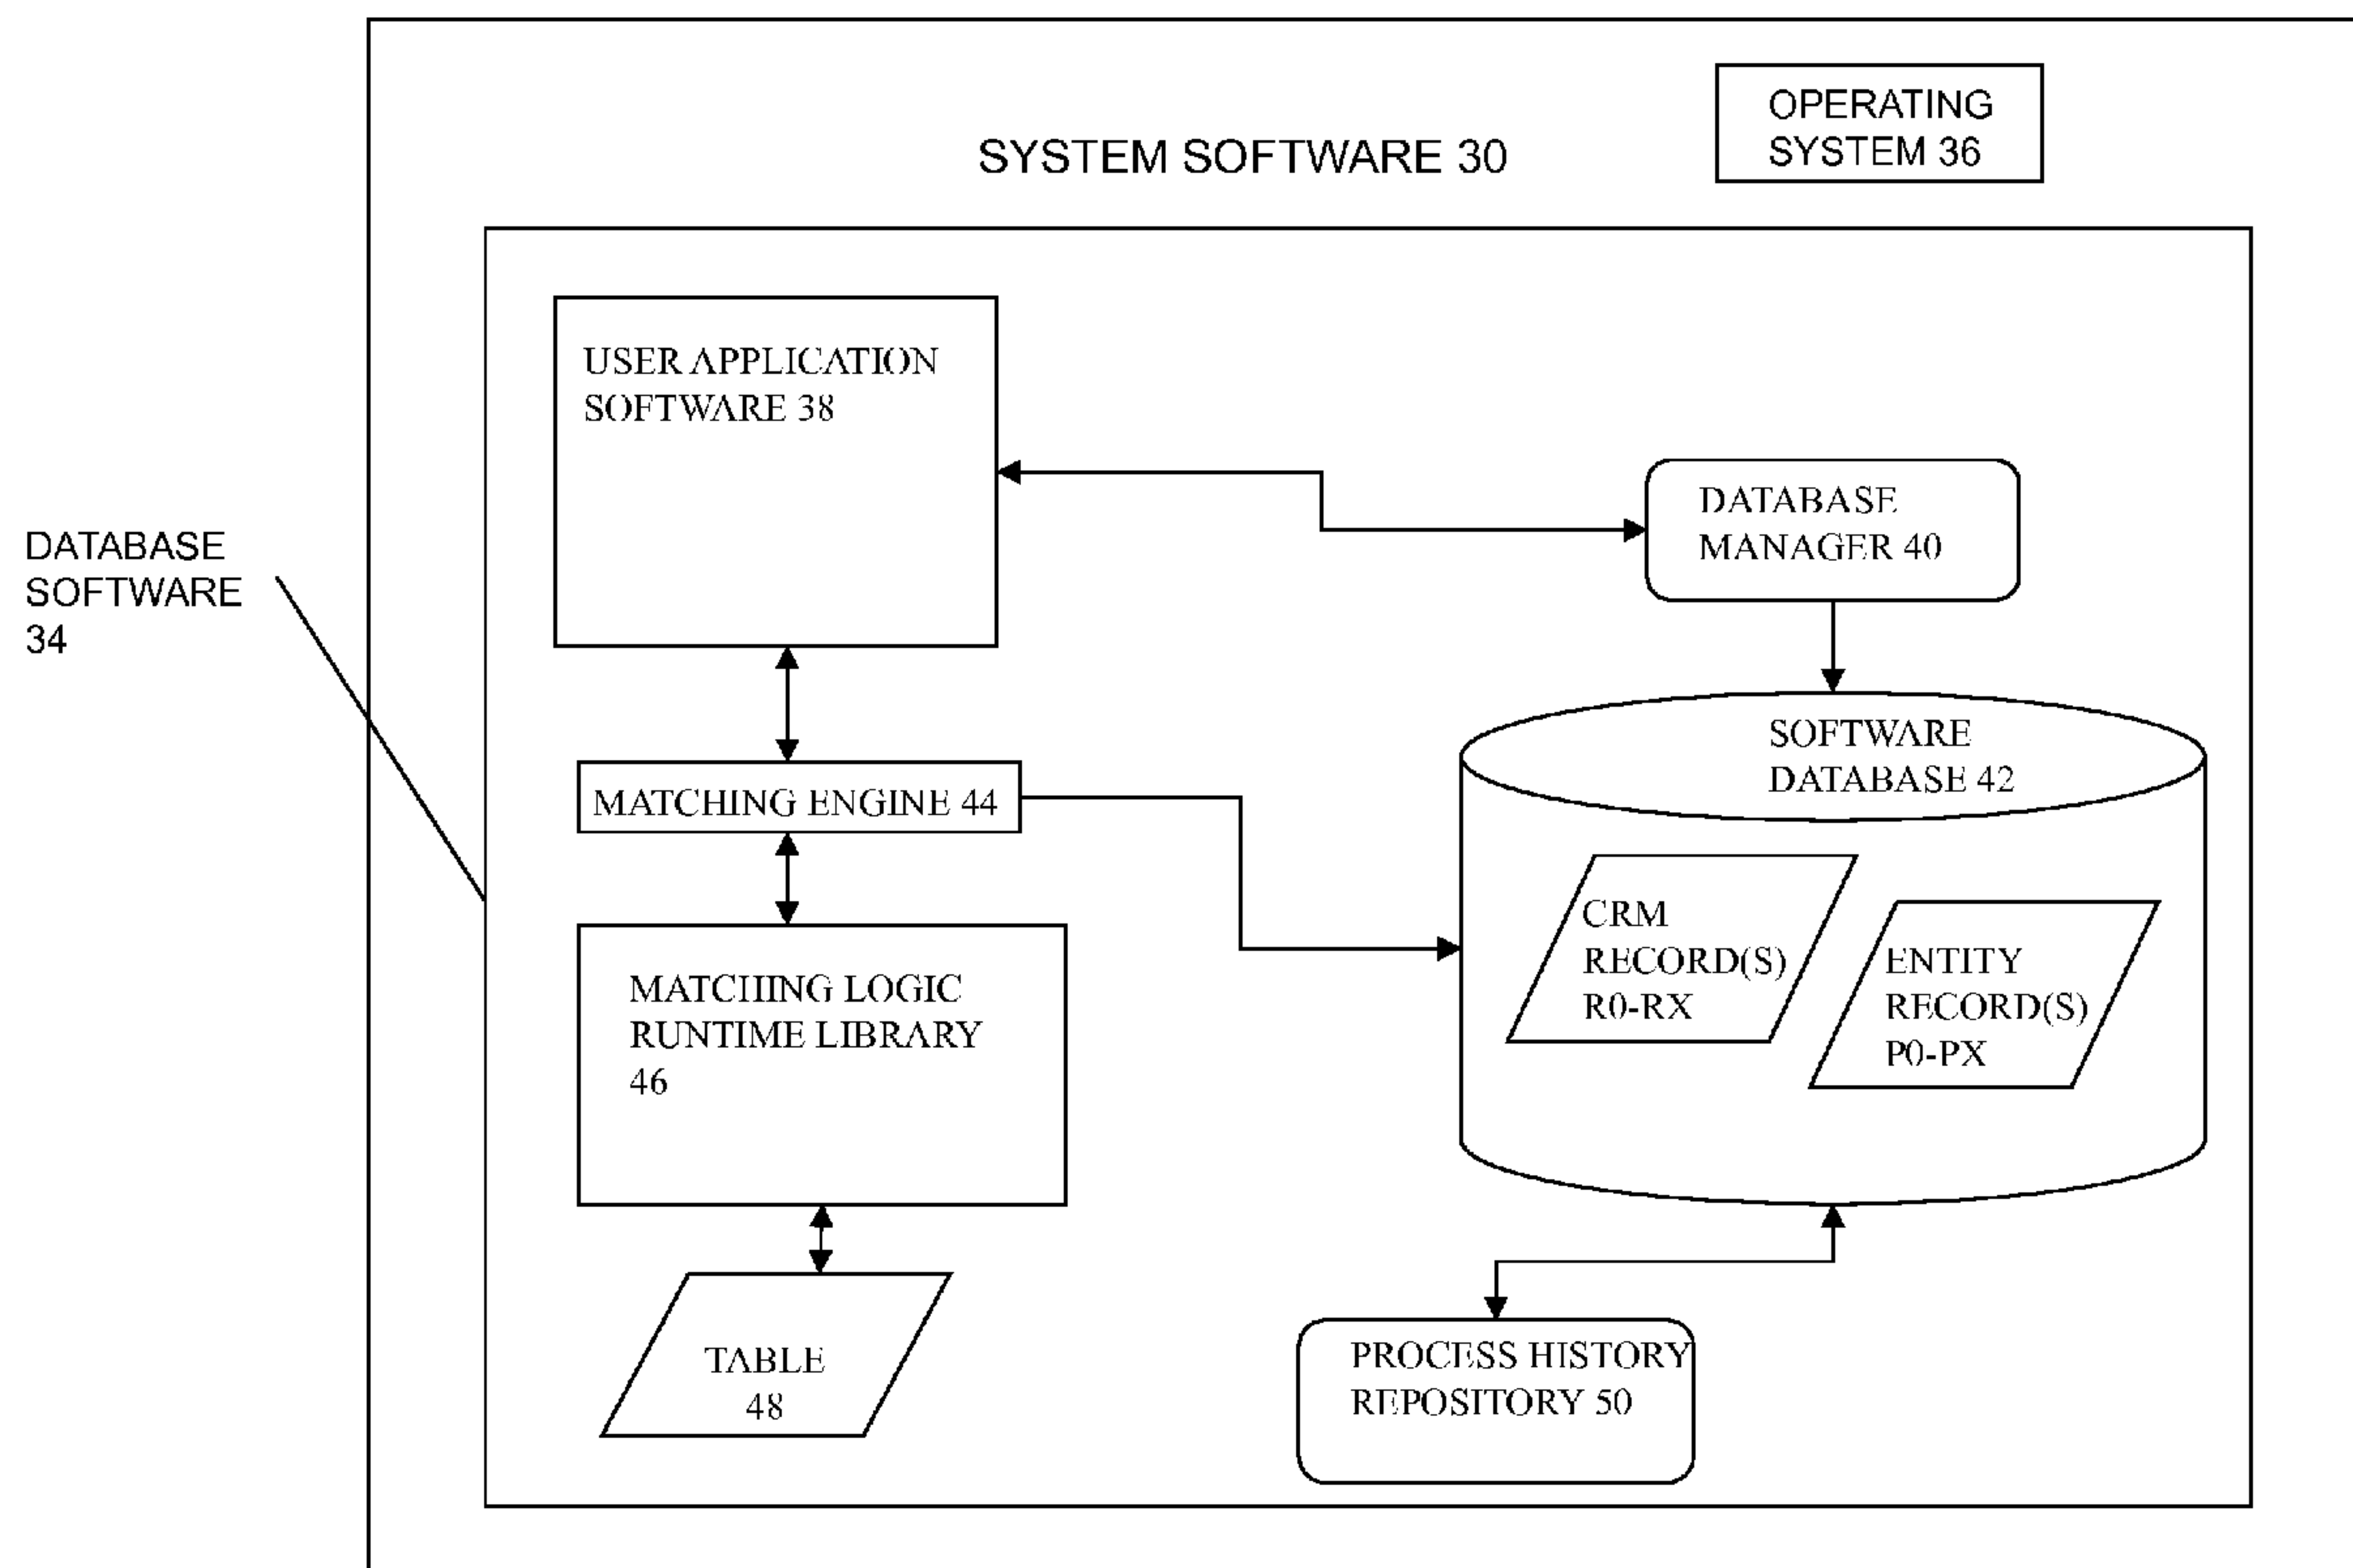 OPERATING
SYSTEM 36
SYSTEM SOFTWARE 30
USER APPLICATION
SOFTWARE 38
DATABASE
MANAGER 40
DATABASE
SOFTWARE
34
SOFTWARE
DATABASE 42
MATCHING ENGINE 44
CRM
RECORD(S)
R0-RX
ENTITY
RECORD(S)
P0-PX
MATCHING LOGIC
RUNTIME LIBRARY
46
TABLE
48
PROCESS HISTORY
REPOSITORY 50